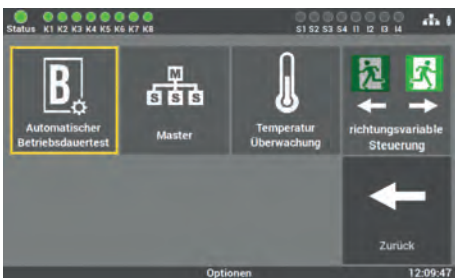 Status K1 K2 K3 K4 K5 K6 K7 K8
S1 S2 S3 S4 I1 I2 I3 I4
B
M
S S S
Automatischer
Betriebsdauertest
Master
Temperatur
Überwachung
richtungsvariable
Steuerung
Zurück
Optionen
12:09:47